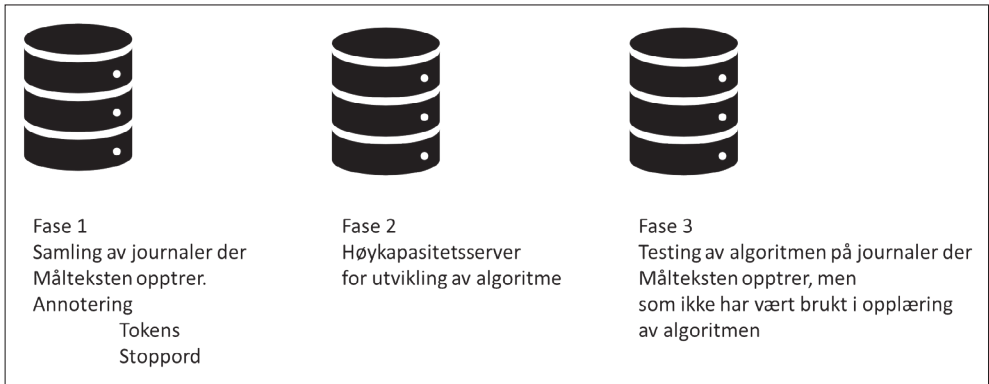 Fase 1
Samling av journaler der
Målteksten opptrer.
Annotering
Tokens
Stoppord
Fase 2
Høykapasitetsserver
for utvikling av algoritme
Fase 3
Testing av algoritmen på journaler der
Målteksten opptrer, men
som ikke har vært brukt i opplæring
av algoritmen